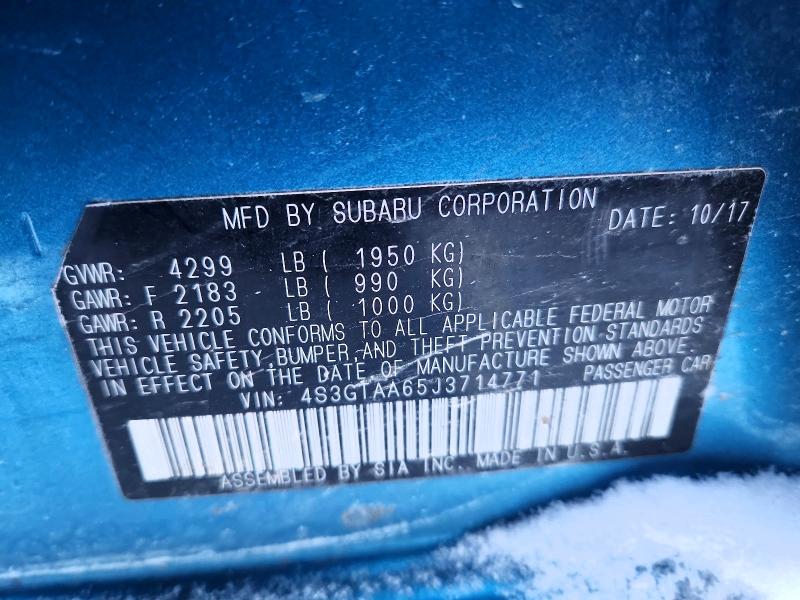 MFD BY SUBARU CORPORATION DATE: 10/17
GVWR: 4299 LB ( 1950 KG)
GAWR: F 2183 LB ( 990 KG)
GAWR: R 2205 LB ( 1000 KG)
THIS VEHICLE CONFORMS TO ALL APPLICABLE FEDERAL MOTOR
VEHICLE SAFETY, BUMPER, AND THEFT PREVENTION STANDARDS
IN EFFECT ON THE DATE OF MANUFACTURE SHOWN ABOVE.
VIN: 4S3GTAA65J3714771 PASSENGER CAR
ASSEMBLED BY SIA INC. MADE IN U.S.A.